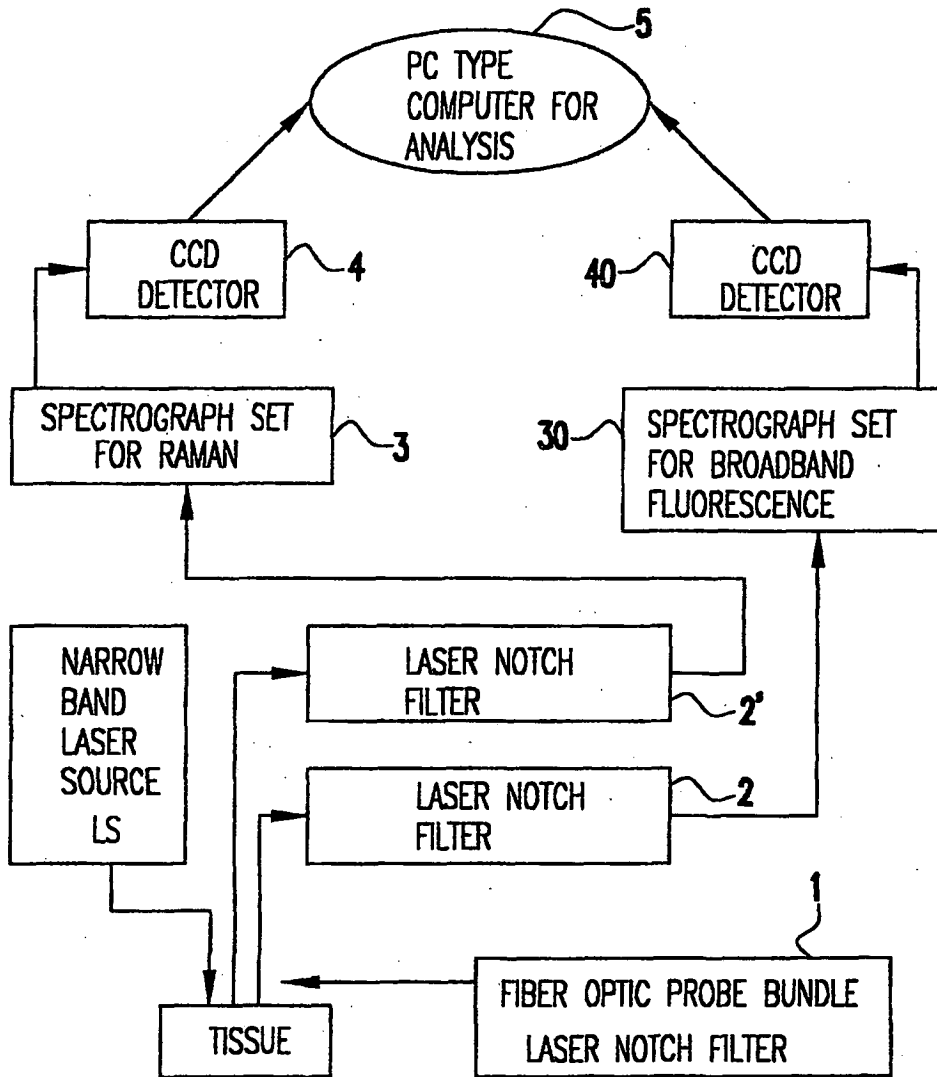 5
PC TYPE
COMPUTER FOR
ANALYSIS
CCD
DETECTOR
4
40
CCD
DETECTOR
SPECTROGRAPH SET
FOR RAMAN
3
30
SPECTROGRAPH SET
FOR BROADBAND
FLUORESCENCE
NARROW
BAND
LASER
SOURCE
LS
LASER NOTCH
FILTER
2'
LASER NOTCH
FILTER
2
1
FIBER OPTIC PROBE BUNDLE
LASER NOTCH FILTER
TISSUE